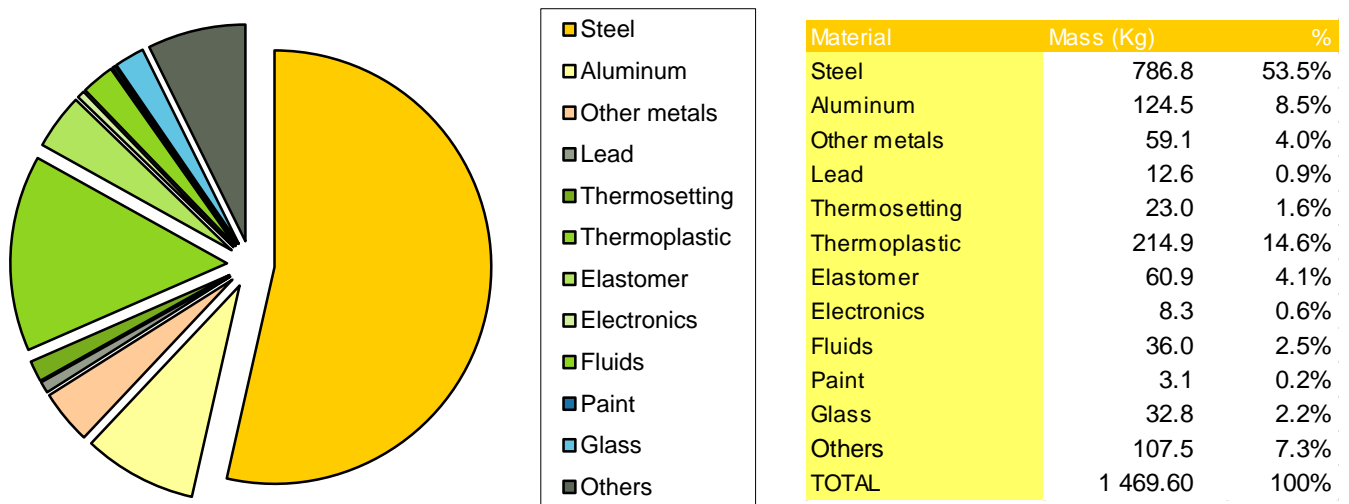 Steel
Aluminum
Other metals
Lead
Thermosetting
Thermoplastic
Elastomer
Electronics
Fluids
Paint
Glass
Others
Material Mass (Kg) %
Steel 786.8 53.5%
Aluminum 124.5 8.5%
Other metals 59.1 4.0%
Lead 12.6 0.9%
Thermosetting 23.0 1.6%
Thermoplastic 214.9 14.6%
Elastomer 60.9 4.1%
Electronics 8.3 0.6%
Fluids 36.0 2.5%
Paint 3.1 0.2%
Glass 32.8 2.2%
Others 107.5 7.3%
TOTAL 1 469.60 100%